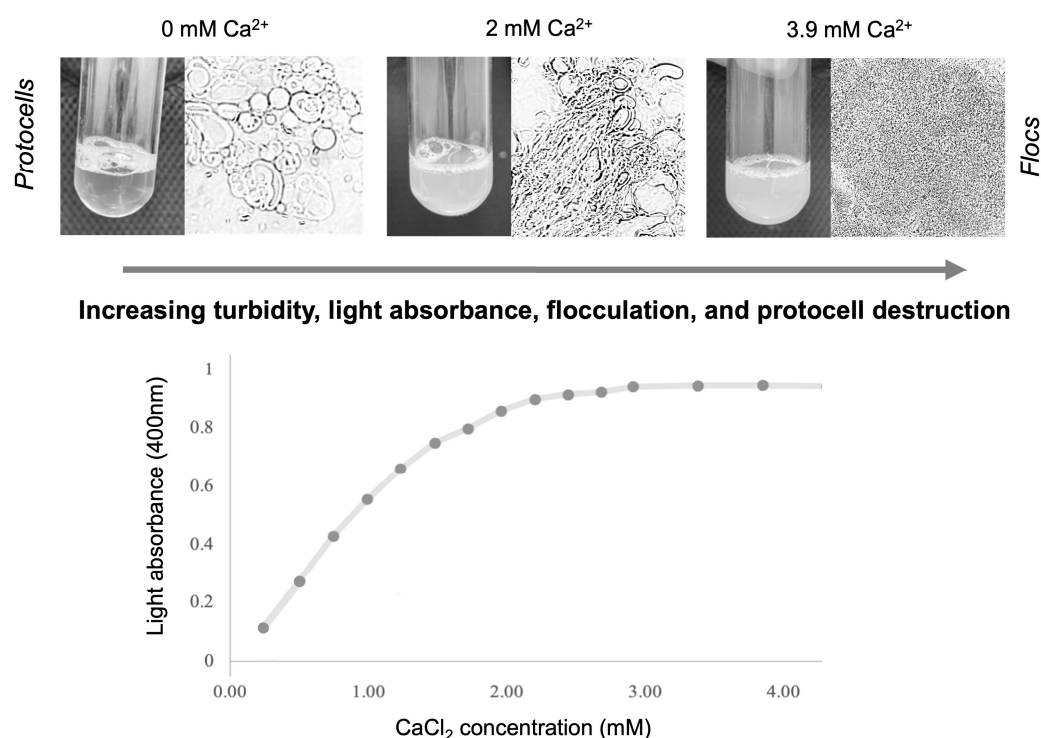 0 mM Ca²⁺
2 mM Ca²⁺
3.9 mM Ca²⁺
Protocells
Flocs
Increasing turbidity, light absorbance, flocculation, and protocell destruction
Light absorbance (400nm)
1
0.8
0.6
0.4
0.2
0
0.00 1.00 2.00 3.00 4.00
CaCl₂ concentration (mM)